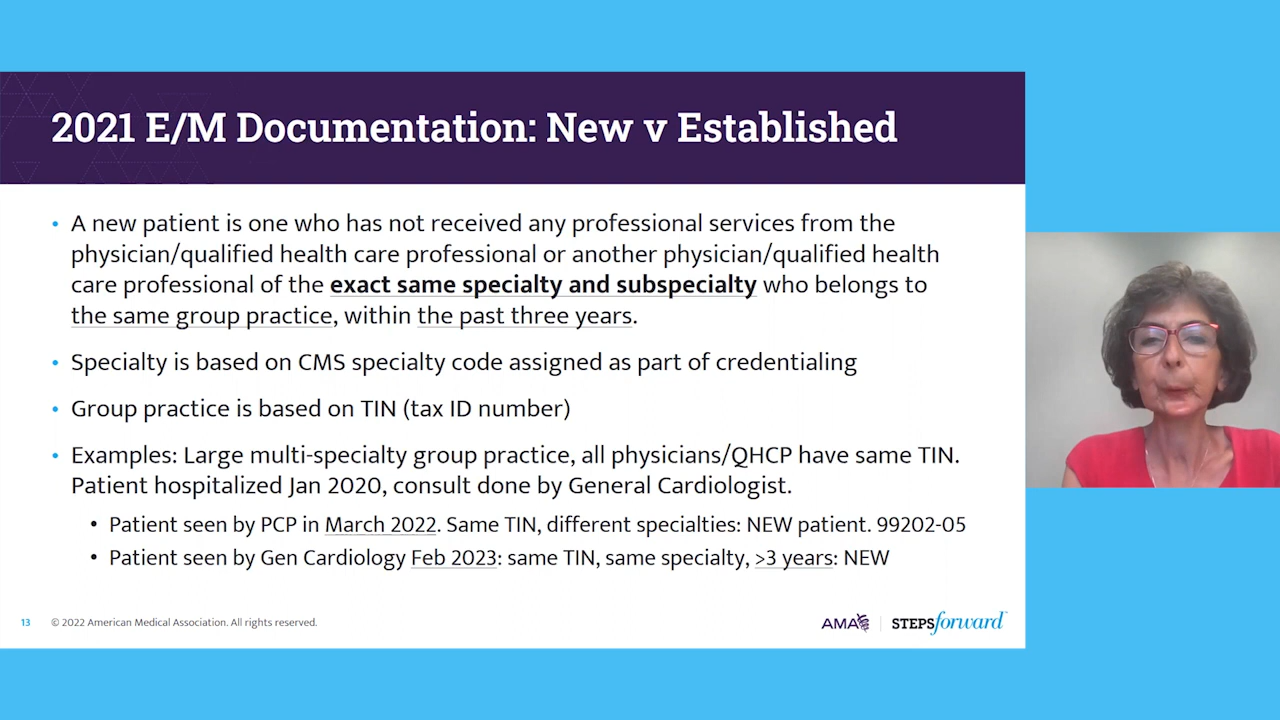 2021 E/M Documentation: New v Established
• A new patient is one who has not received any professional services from the
physician/qualified health care professional or another physician/qualified health
care professional of the exact same specialty and subspecialty who belongs to
the same group practice, within the past three years.
• Specialty is based on CMS specialty code assigned as part of credentialing
• Group practice is based on TIN (tax ID number)
• Examples: Large multi-specialty group practice, all physicians/QHCP have same TIN.
Patient hospitalized Jan 2020, consult done by General Cardiologist.
• Patient seen by PCP in March 2022. Same TIN, different specialties: NEW patient. 99202-05
• Patient seen by Gen Cardiology Feb 2023: same TIN, same specialty, >3 years: NEW
13 © 2022 American Medical Association. All rights reserved.
AMA | STEPSforward™